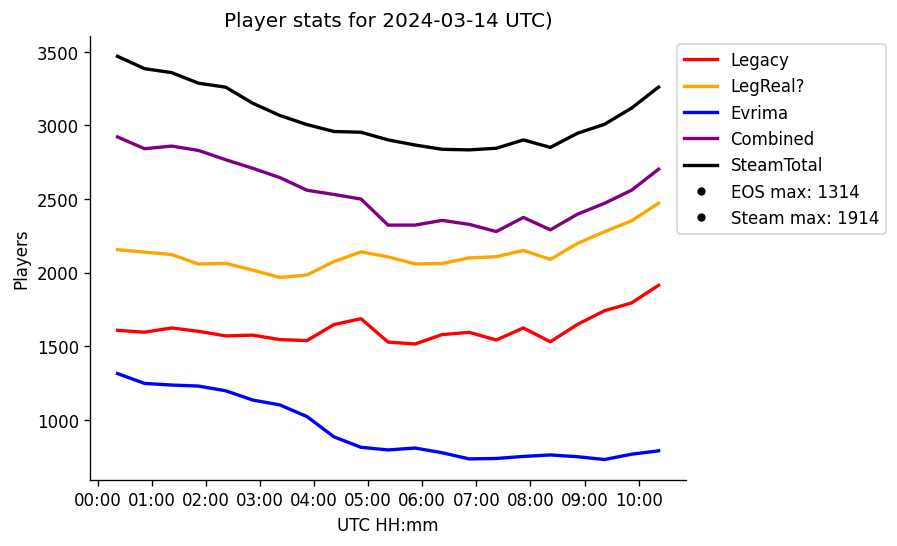 Player stats for 2024-03-14 UTC)
3500
3000
2500
2000
1500
1000
Players
00:00 01:00 02:00 03:00 04:00 05:00 06:00 07:00 08:00 09:00 10:00
UTC HH:mm
Legacy
LegReal?
Evrima
Combined
SteamTotal
EOS max: 1314
Steam max: 1914